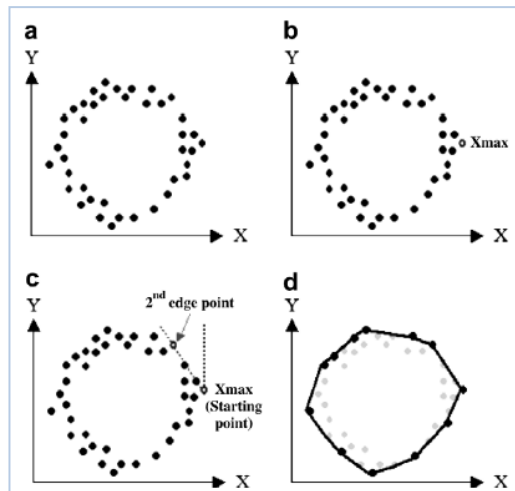 a
Y
X
b
Y
Xmax
X
c
Y
2nd edge point
Xmax
(Starting
point)
X
d
Y
X